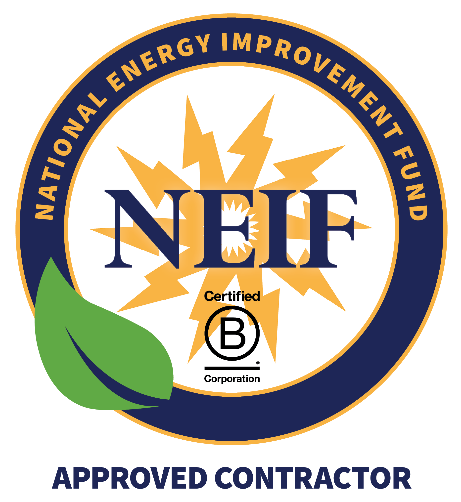 NATIONAL ENERGY IMPROVEMENT FUND
NEIF
Certified
B
Corporation
APPROVED CONTRACTOR